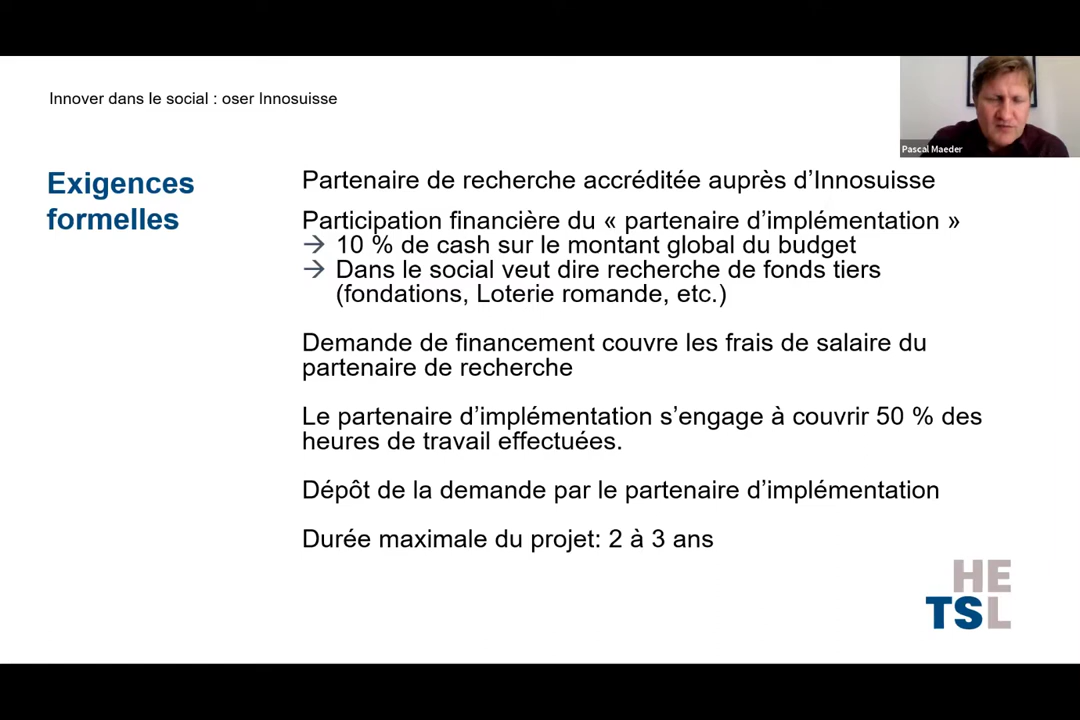 Innover dans le social : oser Innosuisse
Pascal Maeder
Exigences
formelles
Partenaire de recherche accréditée auprès d’Innosuisse
Participation financière du « partenaire d’implémentation »
→ 10 % de cash sur le montant global du budget
→ Dans le social veut dire recherche de fonds tiers
(fondations, Loterie romande, etc.)
Demande de financement couvre les frais de salaire du
partenaire de recherche
Le partenaire d’implémentation s’engage à couvrir 50 % des
heures de travail effectuées.
Dépôt de la demande par le partenaire d’implémentation
Durée maximale du projet: 2 à 3 ans
HE
TSL